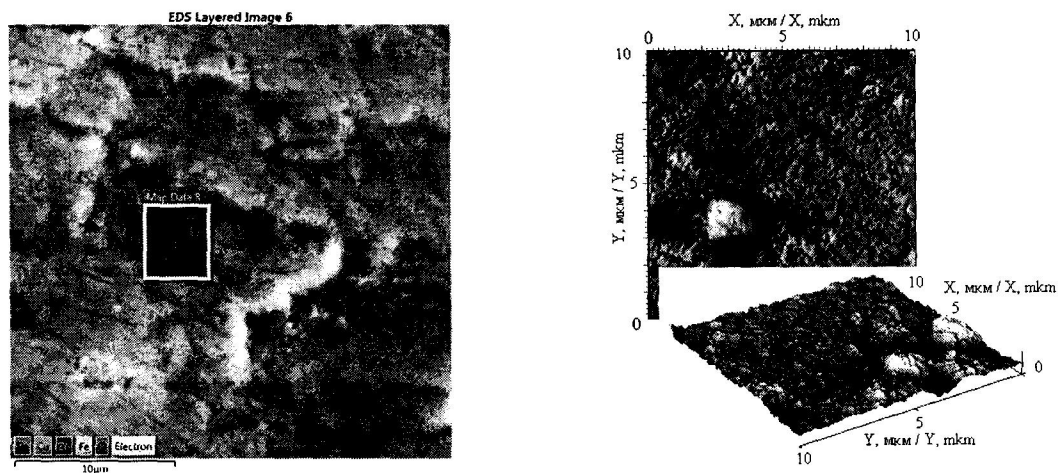 EDS Layered Image 6
Map Data 8
Fe
Electron
10μm
X, мкм / X, mkm
0
5
10
10
Y, мкм / Y, mkm
5
0
10
X, мкм / X, mkm
5
0
5
Y, мкм / Y, mkm
10